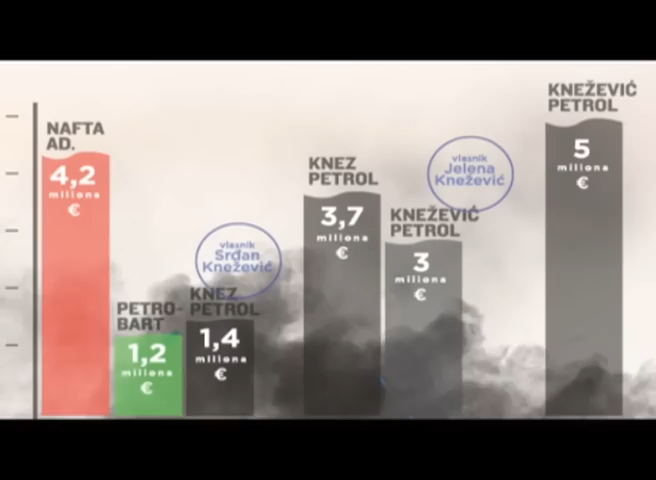 NAFTA
AD.
4,2
miliona
€
PETRO-
BART
1,2
miliona
€
vlasnik
Srđan
Knežević
KNEZ
PETROL
1,4
miliona
€
KNEZ
PETROL
3,7
miliona
€
vlasnik
Jelena
Knežević
KNEŽEVIĆ
PETROL
3
miliona
€
KNEŽEVIĆ
PETROL
5
miliona
€